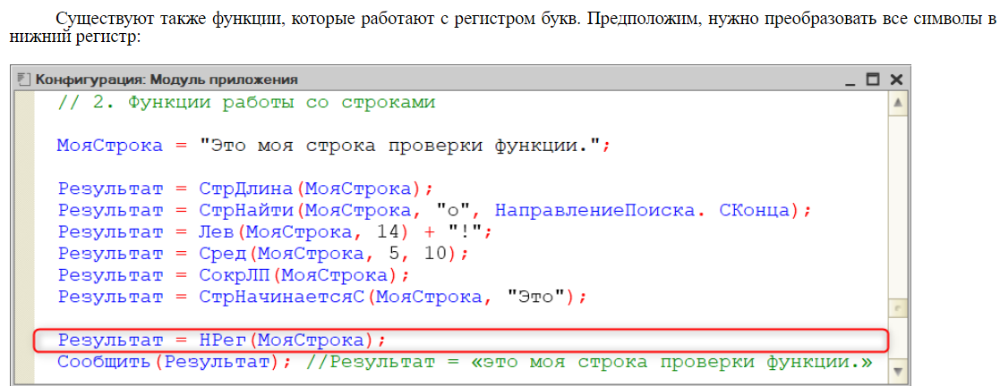 Существуют также функции, которые работают с регистром букв. Предположим, нужно преобразовать все символы в
нижний регистр:
Конфигурация: Модуль приложения
// 2. Функции работы со строками
МояСтрока = "Это моя строка проверки функции.";
Результат = СтрДлина(МояСтрока);
Результат = СтрНайти(МояСтрока, "о", НаправлениеПоиска. СКонца);
Результат = Лев(МояСтрока, 14) + "!";
Результат = Сред(МояСтрока, 5, 10);
Результат = СокрЛП(МояСтрока);
Результат = СтрНачинаетсяС(МояСтрока, "Это");
Результат = НРег(МояСтрока);
Сообщить(Результат); //Результат = «это моя строка проверки функции.»